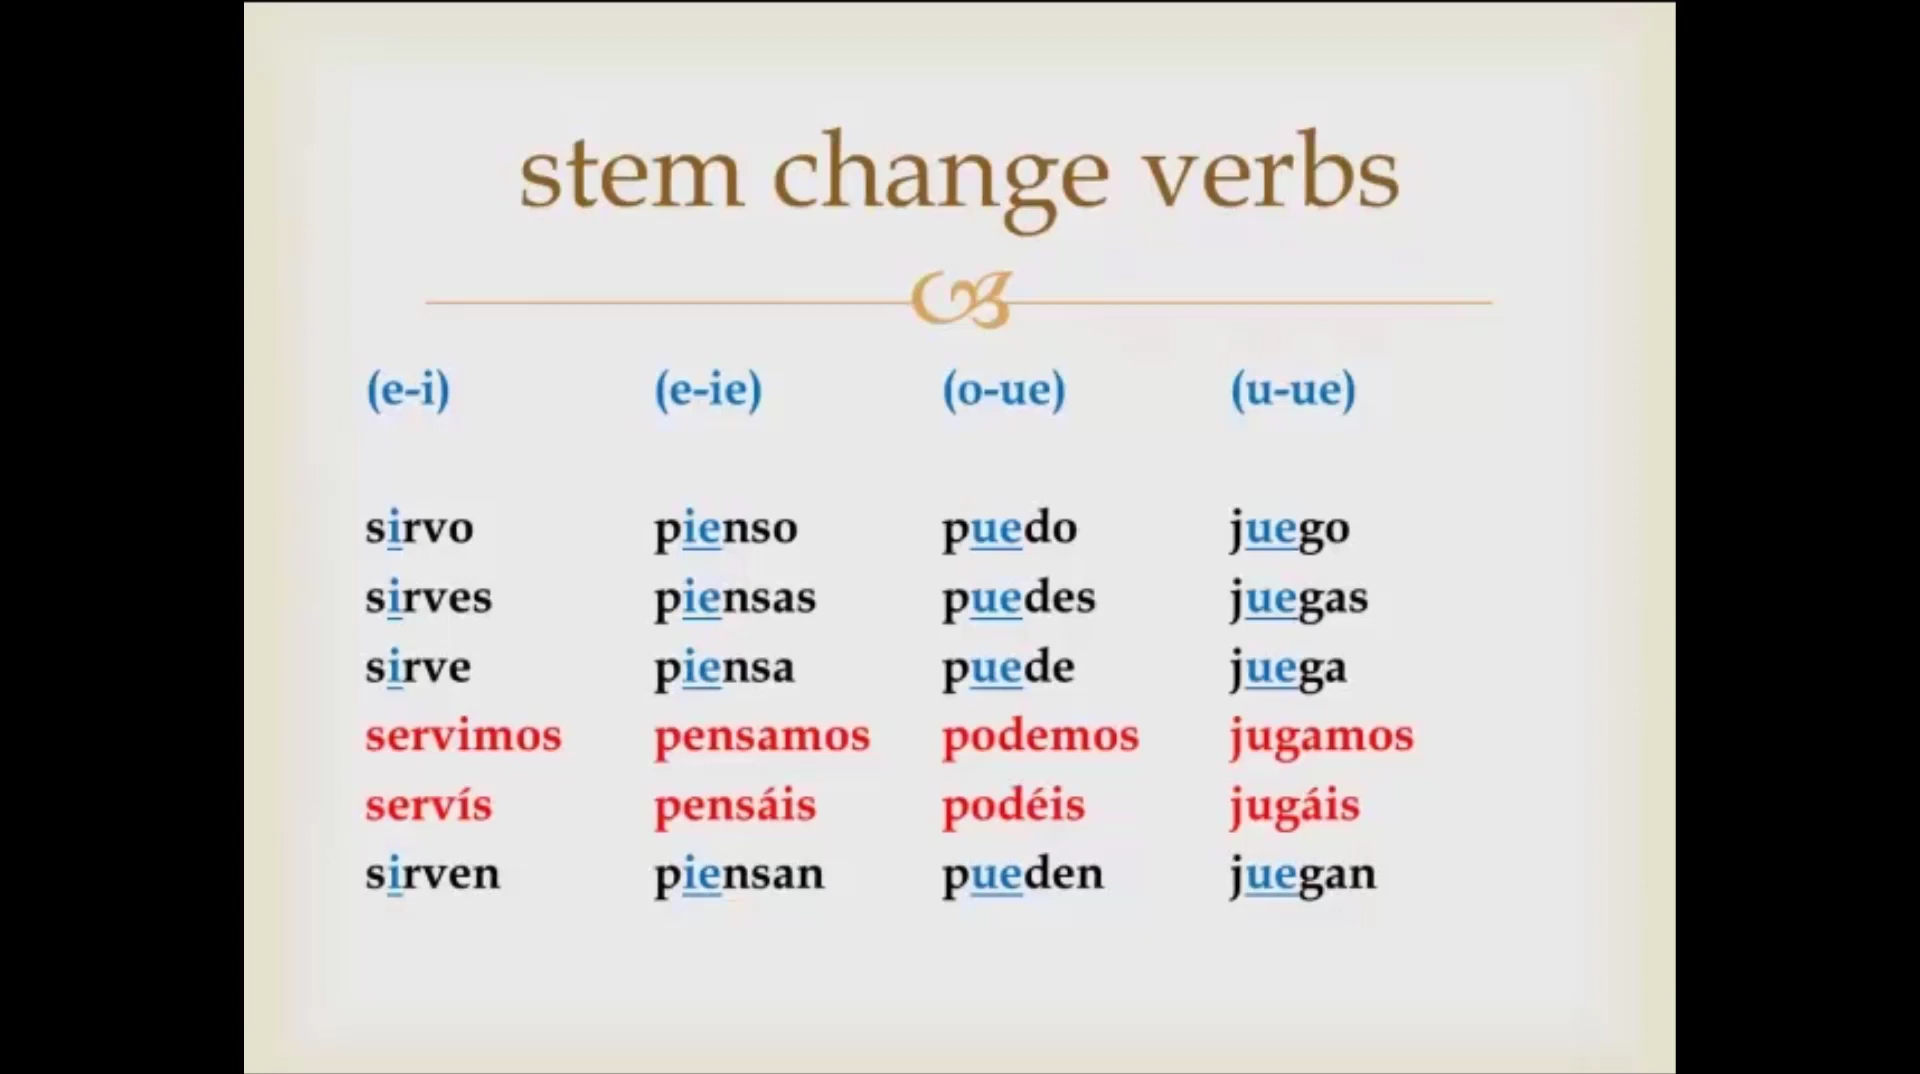 stem change verbs
(e-i) (e-ie) (o-ue) (u-ue)
sirvo pienso puedo juego
sirves piensas puedes juegas
sirve piensa puede juega
servimos pensamos podemos jugamos
servís pensáis podéis jugáis
sirven piensan pueden juegan